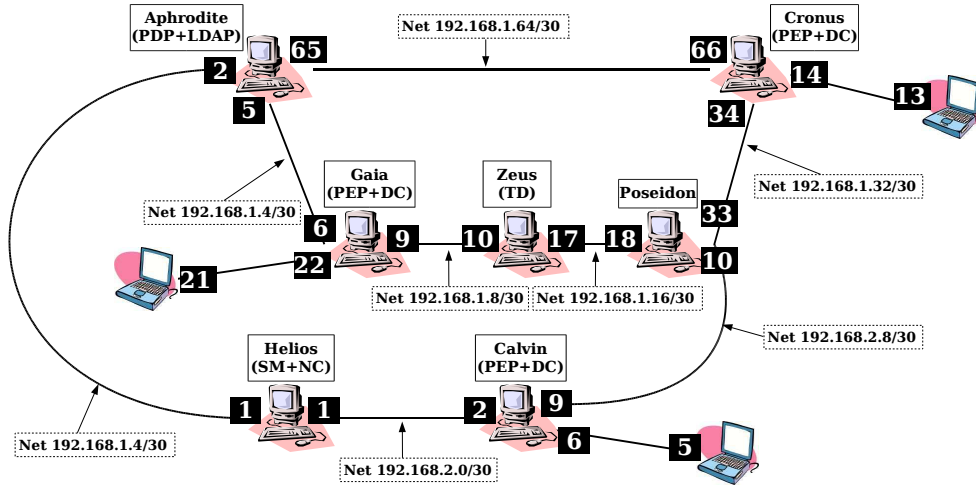 Aphrodite
(PDP+LDAP)
Net 192.168.1.64/30
Cronus
(PEP+DC)
65
66
2
14
13
5
34
Net 192.168.1.4/30
Gaia
(PEP+DC)
Zeus
(TD)
Poseidon
Net 192.168.1.32/30
6
9
10
17
18
33
10
22
21
Net 192.168.1.8/30
Net 192.168.1.16/30
Net 192.168.2.8/30
Helios
(SM+NC)
Calvin
(PEP+DC)
1
1
2
9
6
5
Net 192.168.1.4/30
Net 192.168.2.0/30